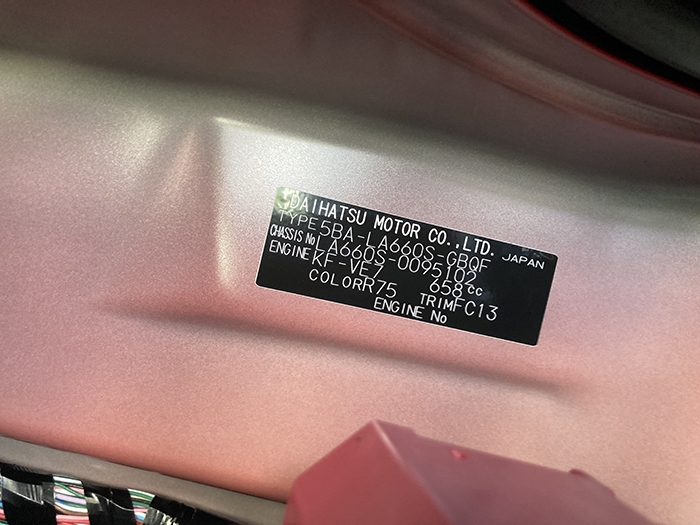 DAIHATSU MOTOR CO.,LTD. JAPAN
TYPE 5BA-LA660S-GBQF
CHASSIS No LA660S-0095102
ENGINE KF-VE7 658cc
COLOR R75 TRIM FC13
ENGINE No